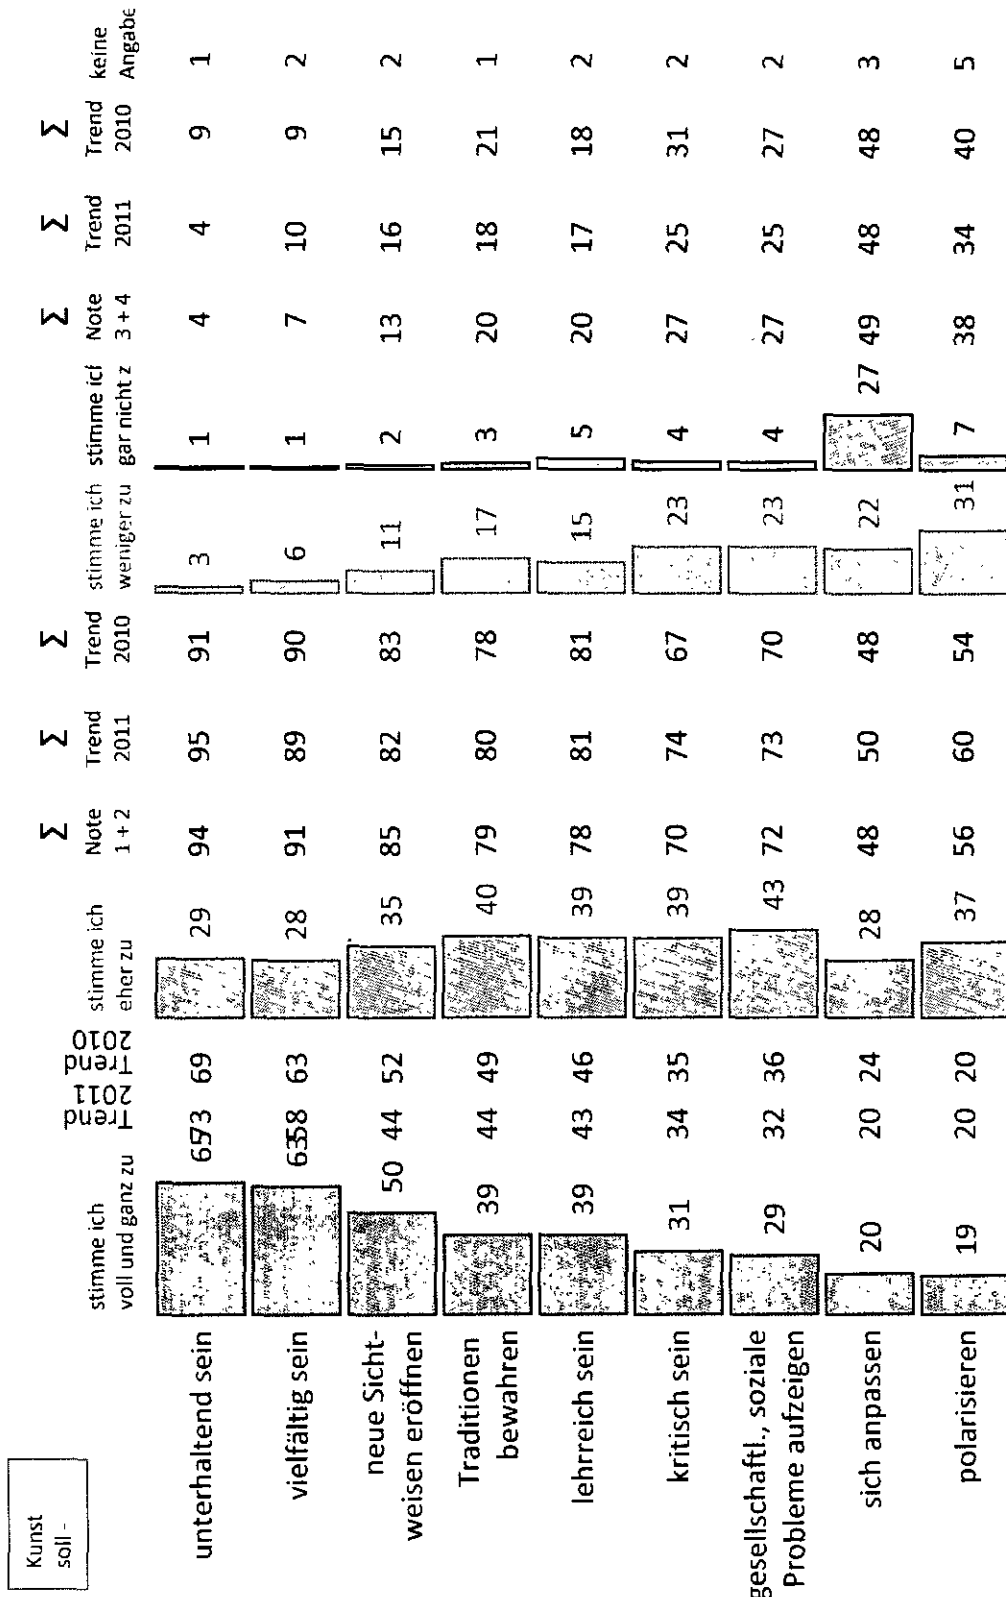 Kunst
soll -
Σ Σ Σ Σ Σ Σ
stimme ich Trend Trend stimme ich Note Trend Trend stimme ich stimme ich Note Trend Trend keine
voll und ganz zu 2011 2010 eher zu 1 + 2 2011 2010 weniger zu gar nicht z 3 + 4 2011 2010 Angabe
unterhaltend sein 65 73 69 29 94 95 91 3 1 4 4 9 1
vielfältig sein 63 58 63 28 91 89 90 6 1 7 10 9 2
neue Sicht-
weisen eröffnen 50 44 52 35 85 82 83 11 2 13 16 15 2
Traditionen
bewahren 39 44 49 40 79 80 78 17 3 20 18 21 1
lehrreich sein 39 43 46 39 78 81 81 15 5 20 17 18 2
kritisch sein 31 34 35 39 70 74 67 23 4 27 25 31 2
gesellschaftl., soziale
Probleme aufzeigen 29 32 36 43 72 73 70 23 4 27 25 27 2
sich anpassen 20 20 24 28 48 50 48 22 27 49 48 48 3
polarisieren 19 20 20 37 56 60 54 31 7 38 34 40 5